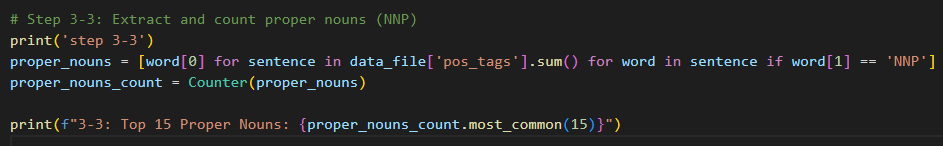 # Step 3-3: Extract and count proper nouns (NNP)
print('step 3-3')
proper_nouns = [word[0] for sentence in data_file['pos_tags'].sum() for word in sentence if word[1] == 'NNP']
proper_nouns_count = Counter(proper_nouns)
print(f"3-3: Top 15 Proper Nouns: {proper_nouns_count.most_common(15)}")